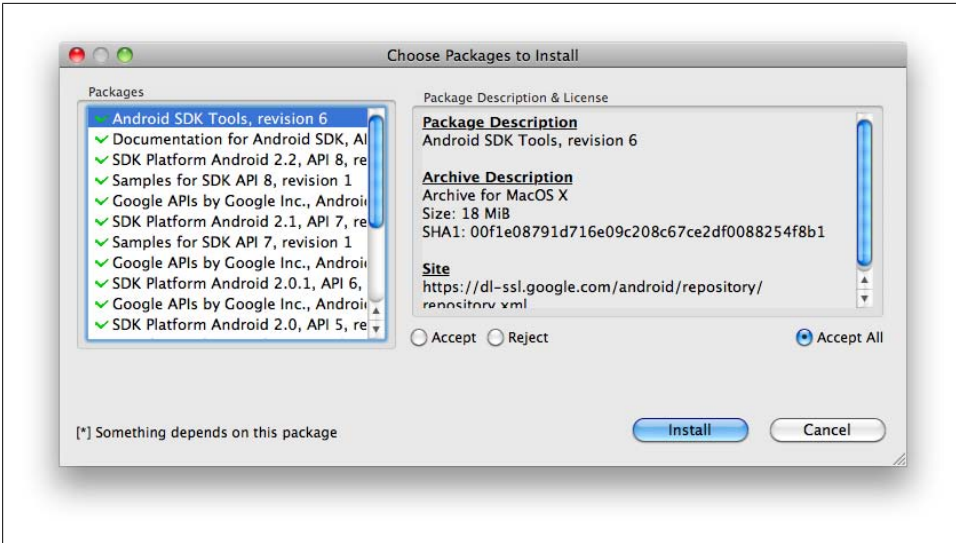 Choose Packages to Install
Packages
Android SDK Tools, revision 6
Documentation for Android SDK, AI
SDK Platform Android 2.2, API 8, re
Samples for SDK API 8, revision 1
Google APIs by Google Inc., Androi
SDK Platform Android 2.1, API 7, re
Samples for SDK API 7, revision 1
Google APIs by Google Inc., Androi
SDK Platform Android 2.0.1, API 6,
Google APIs by Google Inc., Androi
SDK Platform Android 2.0, API 5, re
Package Description & License
Package Description
Android SDK Tools, revision 6
Archive Description
Archive for MacOS X
Size: 18 MiB
SHA1: 00f1e08791d716e09c208c67ce2df0088254f8b1
Site
https://dl-ssl.google.com/android/repository/
repository.xml
Accept Reject Accept All
[*] Something depends on this package
Install Cancel